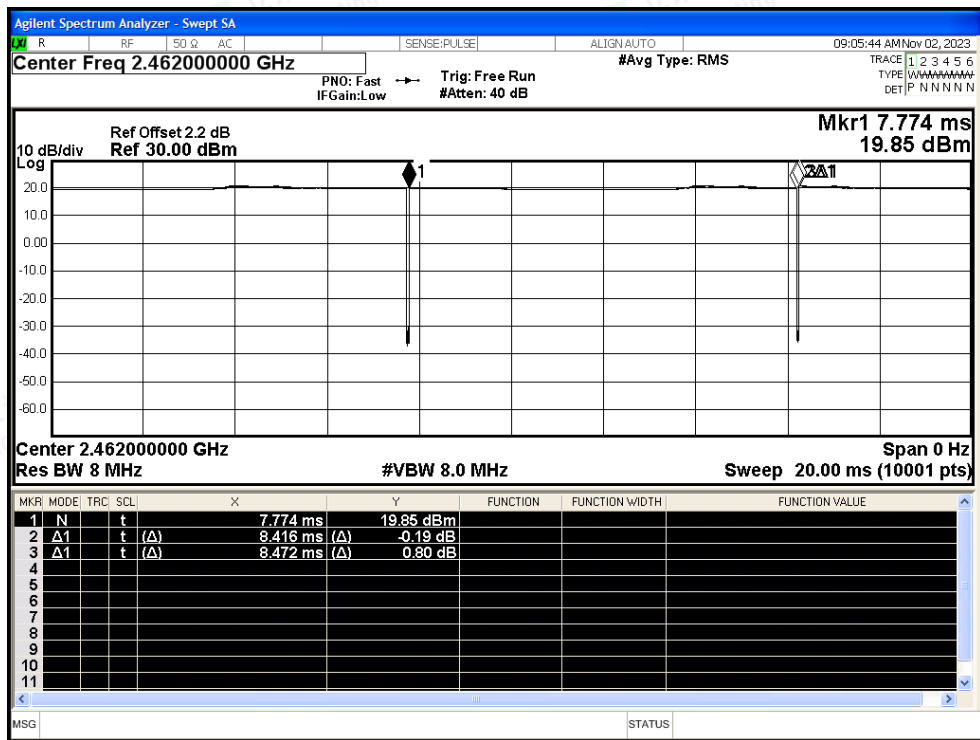 Agilent Spectrum Analyzer - Swept SA
LXI R RF 50 Ω AC SENSE:PULSE ALIGN AUTO 09:05:44 AM Nov 02, 2023
Center Freq 2.462000000 GHz #Avg Type: RMS TRACE 1 2 3 4 5 6
PNO: Fast Trig: Free Run TYPE WWWWWW
IFGain:Low #Atten: 40 dB DET P N N N N N
Mkr1 7.774 ms
Ref Offset 2.2 dB
10 dB/div Ref 30.00 dBm 19.85 dBm
Log
1 3Δ1
20.0
10.0
0.00
-10.0
-20.0
-30.0
-40.0
-50.0
-60.0
Center 2.462000000 GHz Span 0 Hz
Res BW 8 MHz #VBW 8.0 MHz Sweep 20.00 ms (10001 pts)
MKR MODE TRC SCL X Y FUNCTION FUNCTION WIDTH FUNCTION VALUE
1 N t 7.774 ms 19.85 dBm
2 Δ1 t (Δ) 8.416 ms (Δ) -0.19 dB
3 Δ1 t (Δ) 8.472 ms (Δ) 0.80 dB
4
5
6
7
8
9
10
11
MSG STATUS